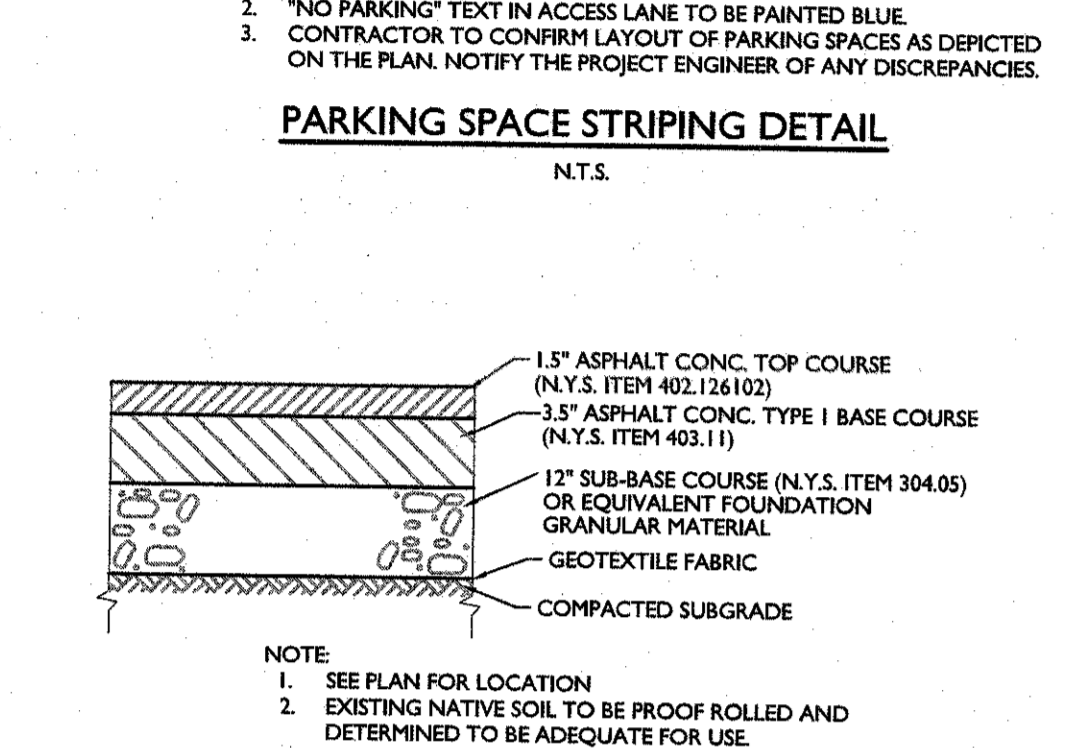 2. "NO PARKING" TEXT IN ACCESS LANE TO BE PAINTED BLUE.
3. CONTRACTOR TO CONFIRM LAYOUT OF PARKING SPACES AS DEPICTED
ON THE PLAN. NOTIFY THE PROJECT ENGINEER OF ANY DISCREPANCIES.
PARKING SPACE STRIPING DETAIL
N.T.S.
1.5" ASPHALT CONC. TOP COURSE
(N.Y.S. ITEM 402.126102)
3.5" ASPHALT CONC. TYPE I BASE COURSE
(N.Y.S. ITEM 403.11)
12" SUB-BASE COURSE (N.Y.S. ITEM 304.05)
OR EQUIVALENT FOUNDATION
GRANULAR MATERIAL
GEOTEXTILE FABRIC
COMPACTED SUBGRADE
NOTE:
1. SEE PLAN FOR LOCATION
2. EXISTING NATIVE SOIL TO BE PROOF ROLLED AND
DETERMINED TO BE ADEQUATE FOR USE.